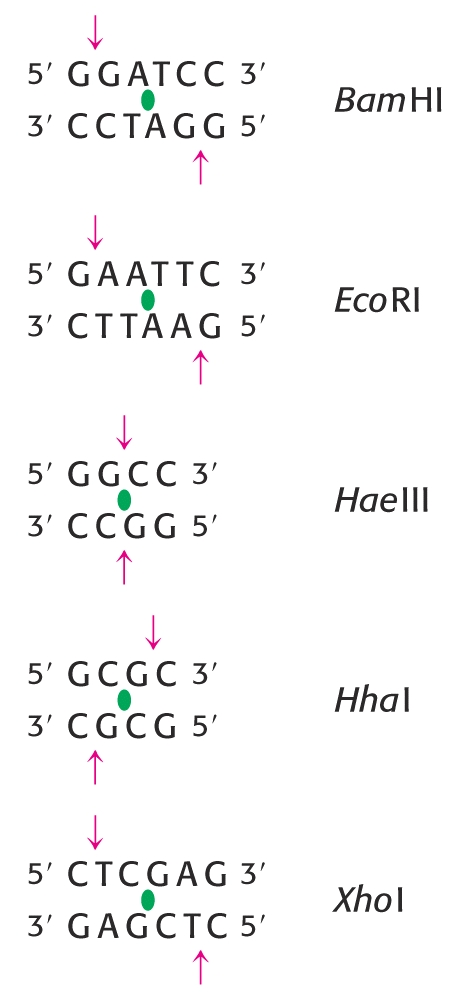 5′ GGATCC 3′
BamHI
3′ CCTAGG 5′
5′ GAATTC 3′
EcoRI
3′ CTTAAG 5′
5′ GGCC 3′
HaeIII
3′ CCGG 5′
5′ GCGC 3′
HhaI
3′ CGCG 5′
5′ CTCGAG 3′
XhoI
3′ GAGCTC 5′